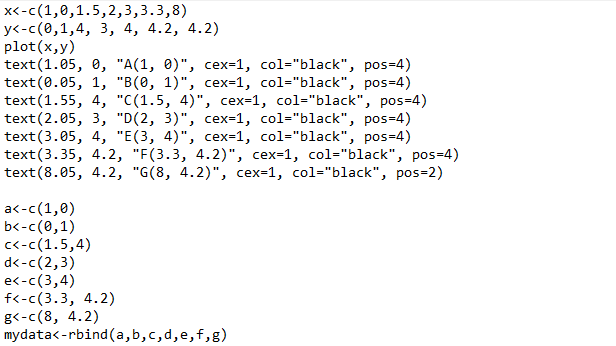 x<-c(1,0,1.5,2,3,3.3,8)
y<-c(0,1,4, 3, 4, 4.2, 4.2)
plot(x,y)
text(1.05, 0, "A(1, 0)", cex=1, col="black", pos=4)
text(0.05, 1, "B(0, 1)", cex=1, col="black", pos=4)
text(1.55, 4, "C(1.5, 4)", cex=1, col="black", pos=4)
text(2.05, 3, "D(2, 3)", cex=1, col="black", pos=4)
text(3.05, 4, "E(3, 4)", cex=1, col="black", pos=4)
text(3.35, 4.2, "F(3.3, 4.2)", cex=1, col="black", pos=4)
text(8.05, 4.2, "G(8, 4.2)", cex=1, col="black", pos=2)
a<-c(1,0)
b<-c(0,1)
c<-c(1.5,4)
d<-c(2,3)
e<-c(3,4)
f<-c(3.3, 4.2)
g<-c(8, 4.2)
mydata<-rbind(a,b,c,d,e,f,g)